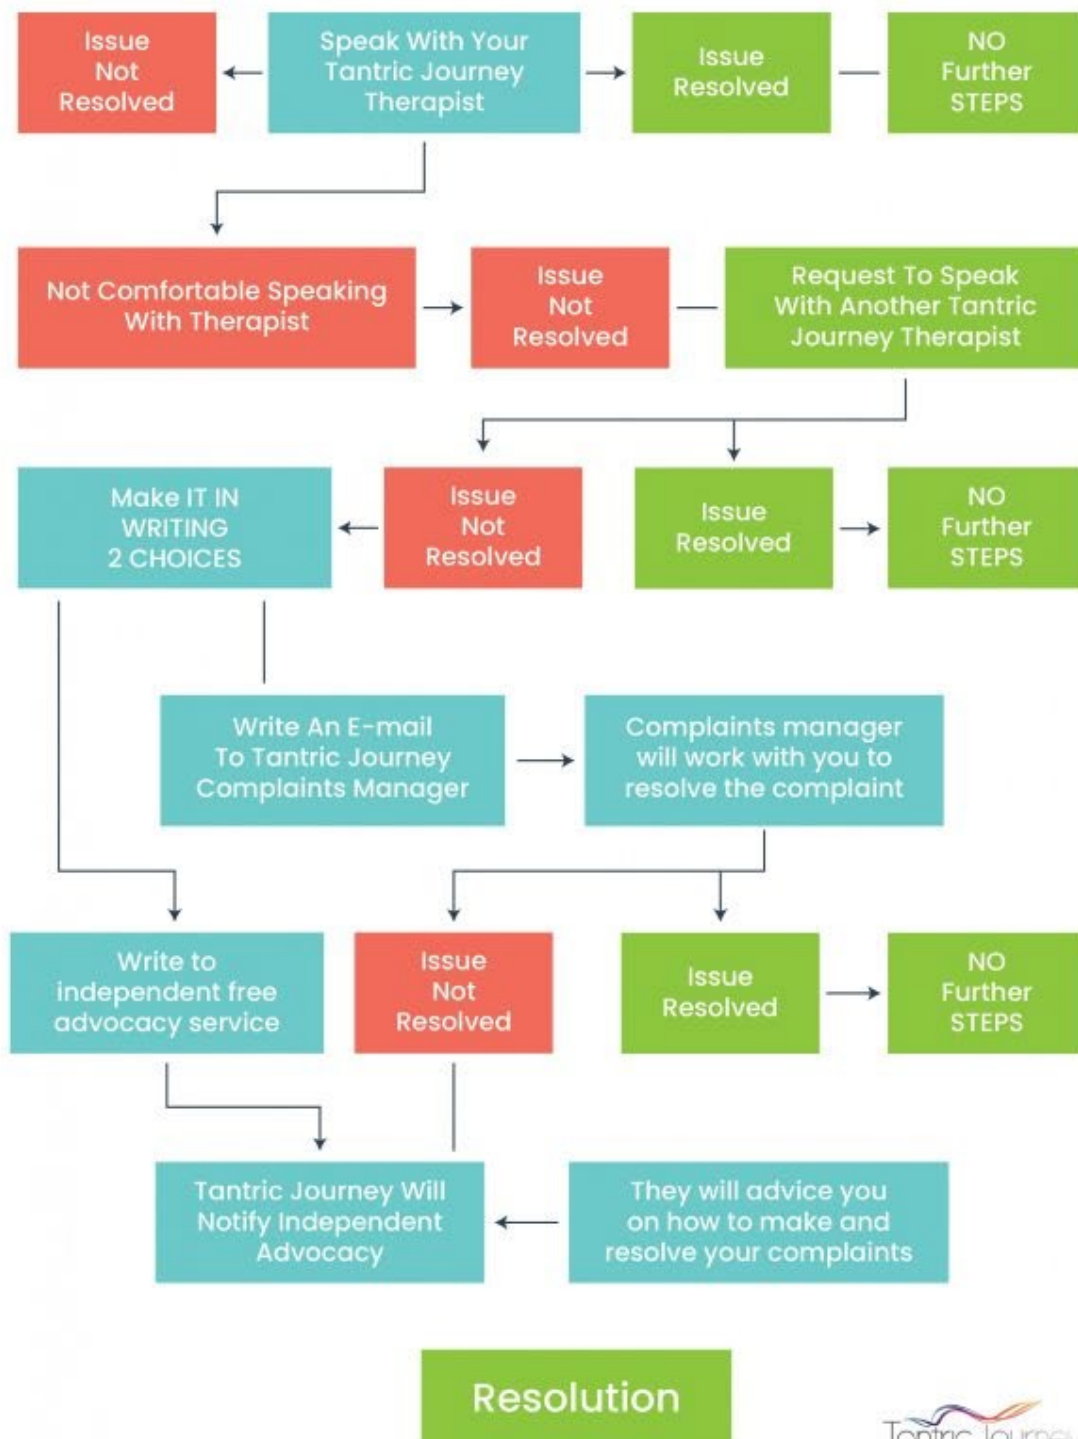 Issue
Not
Resolved
Speak With Your
Tantric Journey
Therapist
Issue
Resolved
NO
Further
STEPS
Not Comfortable Speaking
With Therapist
Issue
Not
Resolved
Request To Speak
With Another Tantric
Journey Therapist
Make IT IN
WRITING
2 CHOICES
Issue
Not
Resolved
Issue
Resolved
NO
Further
STEPS
Write An E-mail
To Tantric Journey
Complaints Manager
Complaints manager
will work with you to
resolve the complaint
Write to
independent free
advocacy service
Issue
Not
Resolved
Issue
Resolved
NO
Further
STEPS
Tantric Journey Will
Notify Independent
Advocacy
They will advice you
on how to make and
resolve your complaints
Resolution
Tantric Journey